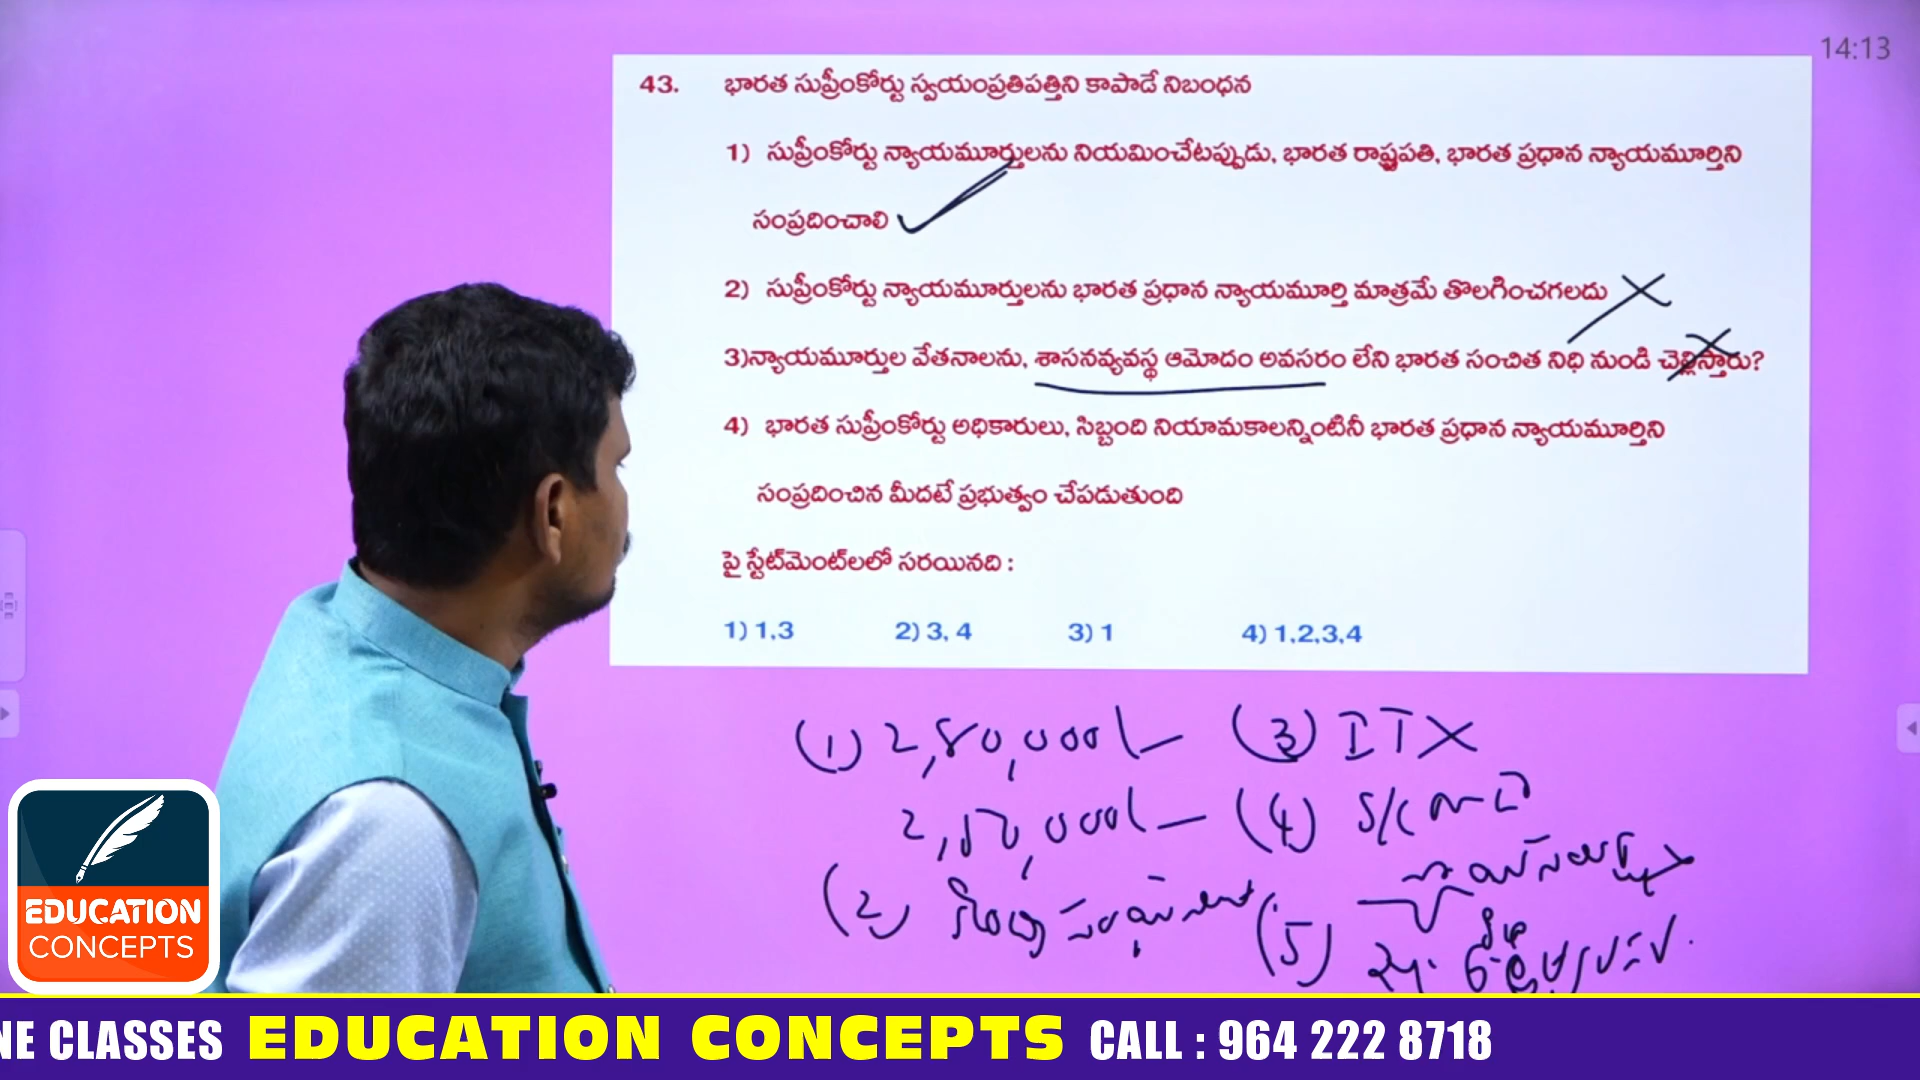 14:13
43. భారత సుప్రీంకోర్టు స్వయంప్రతిపత్తిని కాపాడే నిబంధన
1) సుప్రీంకోర్టు న్యాయమూర్తులను నియమించేటప్పుడు, భారత రాష్ట్రపతి, భారత ప్రధాన న్యాయమూర్తిని
సంప్రదించాలి
2) సుప్రీంకోర్టు న్యాయమూర్తులను భారత ప్రధాన న్యాయమూర్తి మాత్రమే తొలగించగలదు
3)న్యాయమూర్తుల వేతనాలను, శాసనవ్యవస్థ ఆమోదం అవసరం లేని భారత సంచిత నిధి నుండి చెల్లిస్తారు?
4) భారత సుప్రీంకోర్టు అధికారులు, సిబ్బంది నియామకాలన్నింటినీ భారత ప్రధాన న్యాయమూర్తిని
సంప్రదించిన మీదటే ప్రభుత్వం చేపడుతుంది
పై స్టేట్‌మెంట్‌లలో సరయినది :
1) 1,3 2) 3, 4 3) 1 4) 1,2,3,4
(1) 2,80,000/- (3) IT X
2,50,000/- (4)
(2)
(5)
EDUCATION
CONCEPTS
NE CLASSES EDUCATION CONCEPTS CALL : 964 222 8718